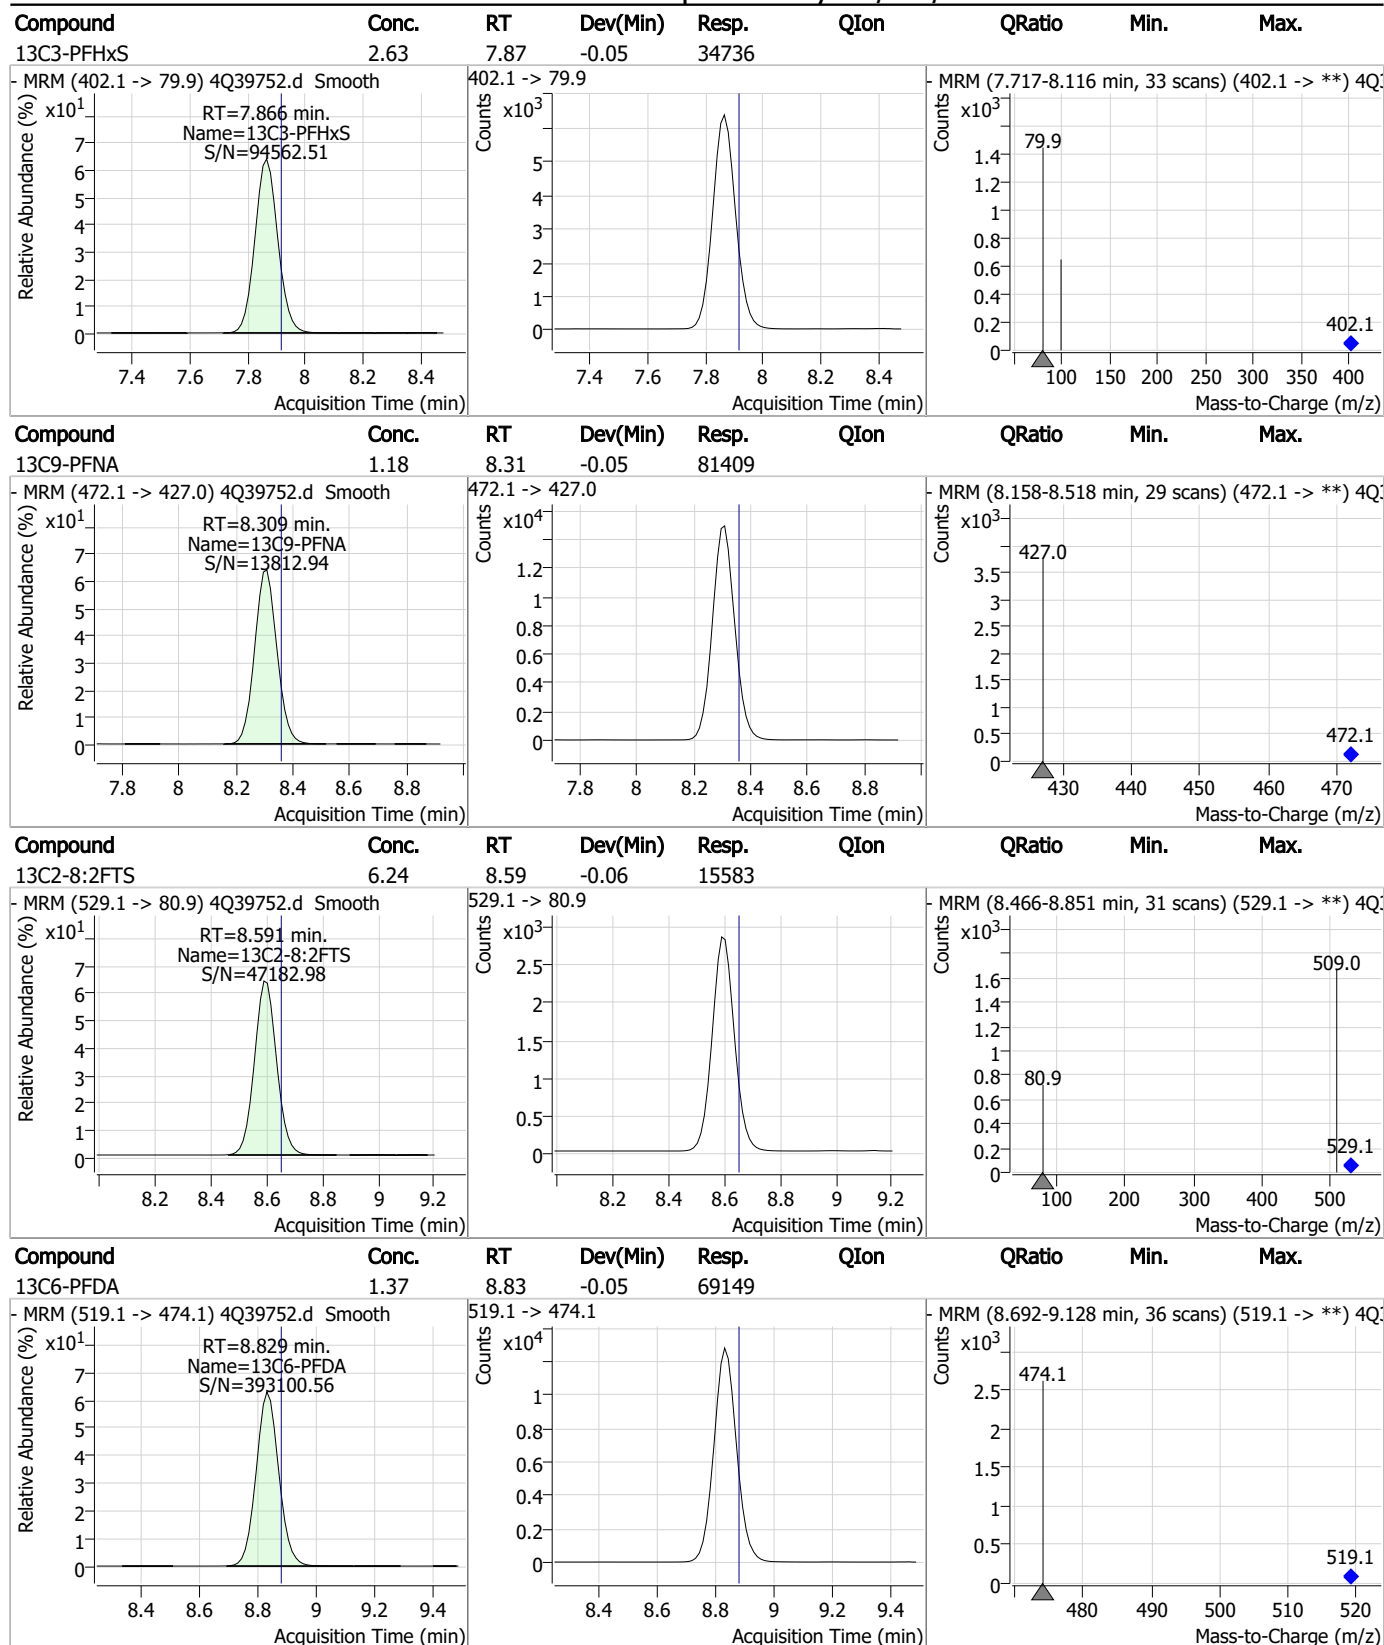 Compound Conc. RT Dev(Min) Resp. QIon QRatio Min. Max.
13C3-PFHxS 2.63 7.87 -0.05 34736
- MRM (402.1 -> 79.9) 4Q39752.d Smooth
x10¹
Relative Abundance (%)
RT=7.866 min.
Name=13C3-PFHxS
S/N=94562.51
7
6
5
4
3
2
1
0
7.4 7.6 7.8 8 8.2 8.4
Acquisition Time (min)
402.1 -> 79.9
x10³
Counts
5
4
3
2
1
0
7.4 7.6 7.8 8 8.2 8.4
Acquisition Time (min)
- MRM (7.717-8.116 min, 33 scans) (402.1 -> **) 4Q
x10³
Counts
79.9
1.4
1.2
1
0.8
0.6
0.4
0.2
0
402.1
100 150 200 250 300 350 400
Mass-to-Charge (m/z)
Compound Conc. RT Dev(Min) Resp. QIon QRatio Min. Max.
13C9-PFNA 1.18 8.31 -0.05 81409
- MRM (472.1 -> 427.0) 4Q39752.d Smooth
x10¹
Relative Abundance (%)
RT=8.309 min.
Name=13C9-PFNA
S/N=13812.94
7
6
5
4
3
2
1
0
7.8 8 8.2 8.4 8.6 8.8
Acquisition Time (min)
472.1 -> 427.0
x10⁴
Counts
1.2
1
0.8
0.6
0.4
0.2
0
7.8 8 8.2 8.4 8.6 8.8
Acquisition Time (min)
- MRM (8.158-8.518 min, 29 scans) (472.1 -> **) 4Q
x10³
Counts
427.0
3.5
3
2.5
2
1.5
1
0.5
0
472.1
430 440 450 460 470
Mass-to-Charge (m/z)
Compound Conc. RT Dev(Min) Resp. QIon QRatio Min. Max.
13C2-8:2FTS 6.24 8.59 -0.06 15583
- MRM (529.1 -> 80.9) 4Q39752.d Smooth
x10¹
Relative Abundance (%)
RT=8.591 min.
Name=13C2-8:2FTS
S/N=47182.98
7
6
5
4
3
2
1
0
8.2 8.4 8.6 8.8 9 9.2
Acquisition Time (min)
529.1 -> 80.9
x10³
Counts
2.5
2
1.5
1
0.5
0
8.2 8.4 8.6 8.8 9 9.2
Acquisition Time (min)
- MRM (8.466-8.851 min, 31 scans) (529.1 -> **) 4Q
x10³
Counts
509.0
1.6
1.4
1.2
1
0.8
80.9
0.6
0.4
0.2
0
529.1
100 200 300 400 500
Mass-to-Charge (m/z)
Compound Conc. RT Dev(Min) Resp. QIon QRatio Min. Max.
13C6-PFDA 1.37 8.83 -0.05 69149
- MRM (519.1 -> 474.1) 4Q39752.d Smooth
x10¹
Relative Abundance (%)
RT=8.829 min.
Name=13C6-PFDA
S/N=393100.56
7
6
5
4
3
2
1
0
8.4 8.6 8.8 9 9.2 9.4
Acquisition Time (min)
519.1 -> 474.1
x10⁴
Counts
1
0.8
0.6
0.4
0.2
0
8.4 8.6 8.8 9 9.2 9.4
Acquisition Time (min)
- MRM (8.692-9.128 min, 36 scans) (519.1 -> **) 4Q
x10³
Counts
474.1
2.5
2
1.5
1
0.5
0
519.1
480 490 500 510 520
Mass-to-Charge (m/z)